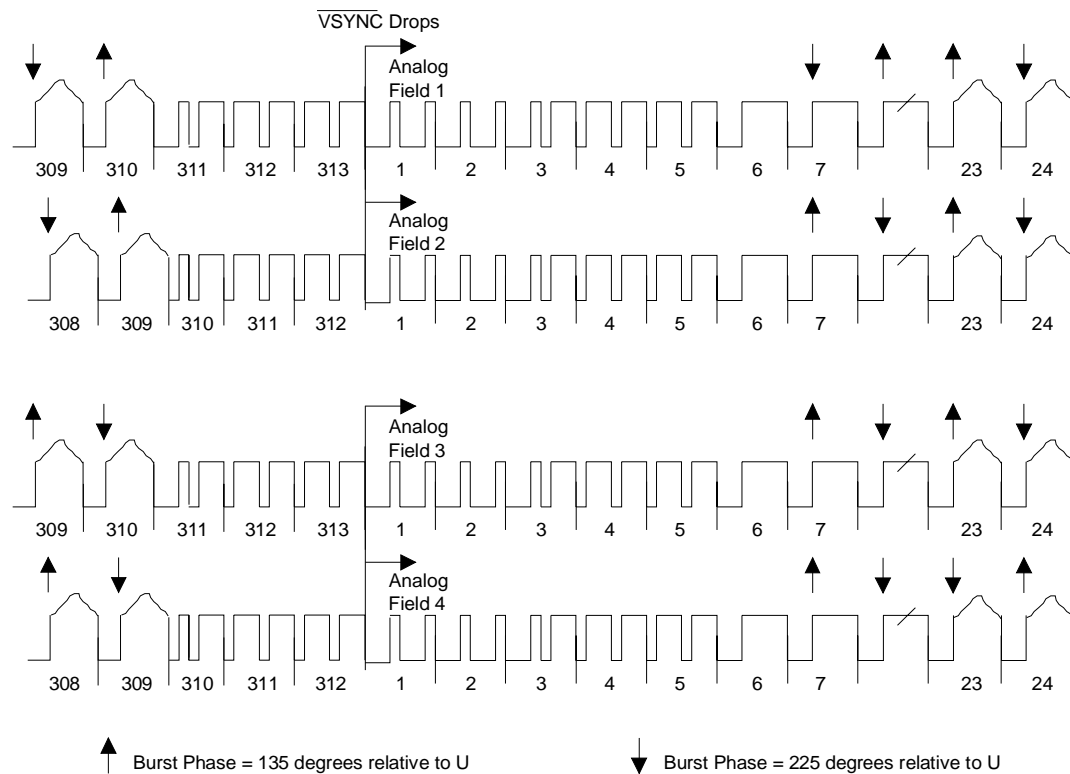 VSYNC Drops
Analog
Field 1
309 310 311 312 313 1 2 3 4 5 6 7 23 24
Analog
Field 2
308 309 310 311 312 1 2 3 4 5 6 7 23 24
Analog
Field 3
309 310 311 312 313 1 2 3 4 5 6 7 23 24
Analog
Field 4
308 309 310 311 312 1 2 3 4 5 6 7 23 24
Burst Phase = 135 degrees relative to U
Burst Phase = 225 degrees relative to U